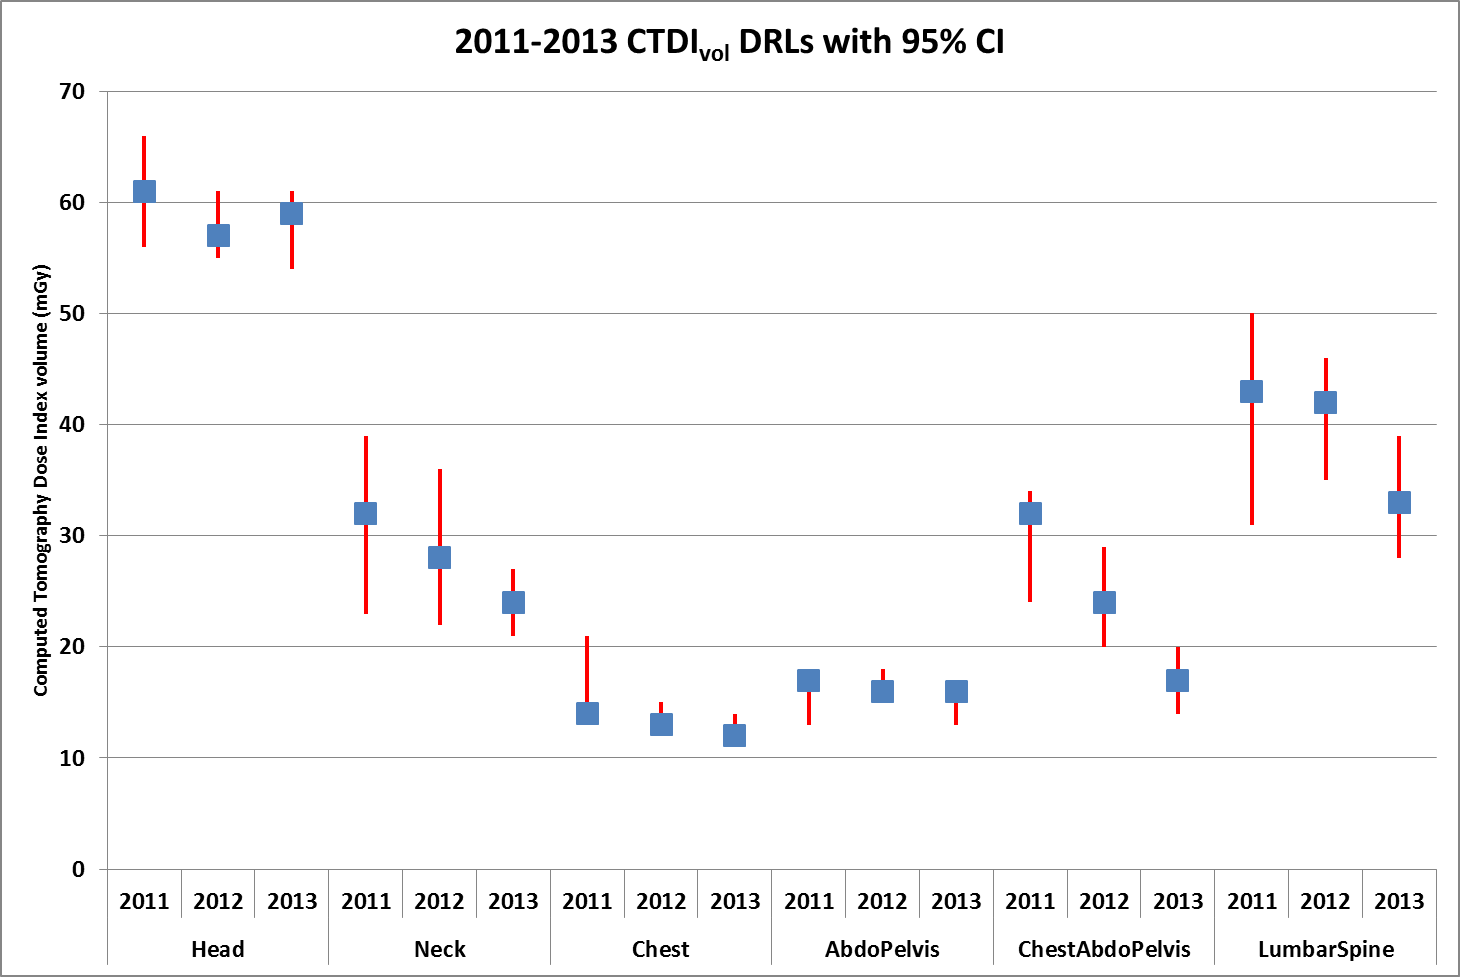 2011-2013 CTDIvol DRLs with 95% CI
Computed Tomography Dose Index volume (mGy)
70
60
50
40
30
20
10
0
2011 2012 2013 2011 2012 2013 2011 2012 2013 2011 2012 2013 2011 2012 2013 2011 2012 2013
Head Neck Chest AbdoPelvis ChestAbdoPelvis LumbarSpine